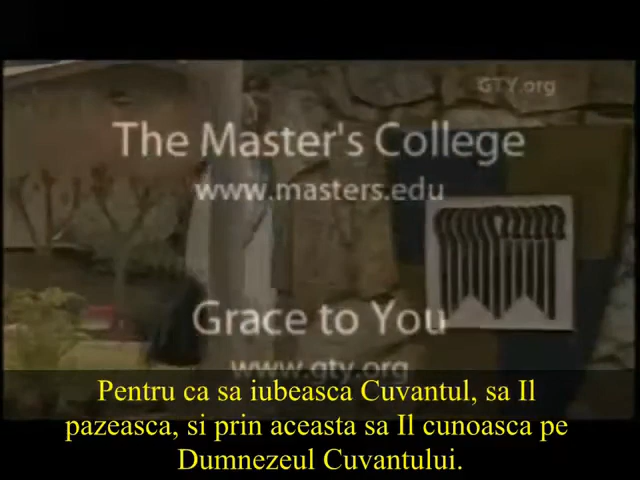 GTY.org
The Master's College
www.masters.edu
Grace to You
www.gty.org
Pentru ca sa iubeasca Cuvantul, sa Il
pazeasca, si prin aceasta sa Il cunoasca pe
Dumnezeul Cuvantului.